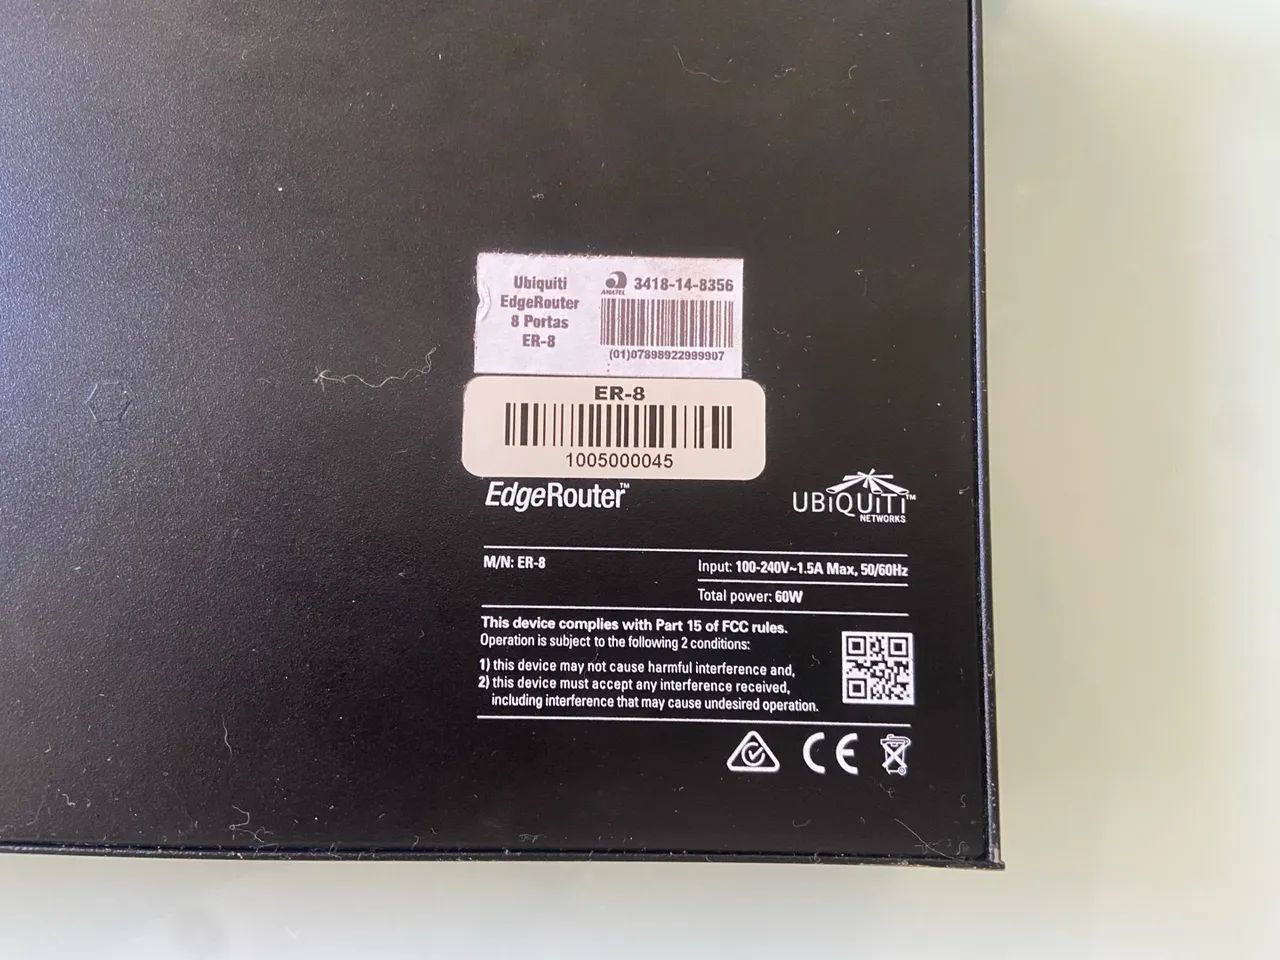 Ubiquiti
EdgeRouter
8 Portas
ER-8
ANATEL
3418-14-8356
(01)07898922999907
ER-8
1005000045
EdgeRouter™
UBiQUiTi™
NETWORKS
M/N: ER-8
Input: 100-240V~1.5A Max, 50/60Hz
Total power: 60W
This device complies with Part 15 of FCC rules.
Operation is subject to the following 2 conditions:
1) this device may not cause harmful interference and,
2) this device must accept any interference received,
including interference that may cause undesired operation.
CE